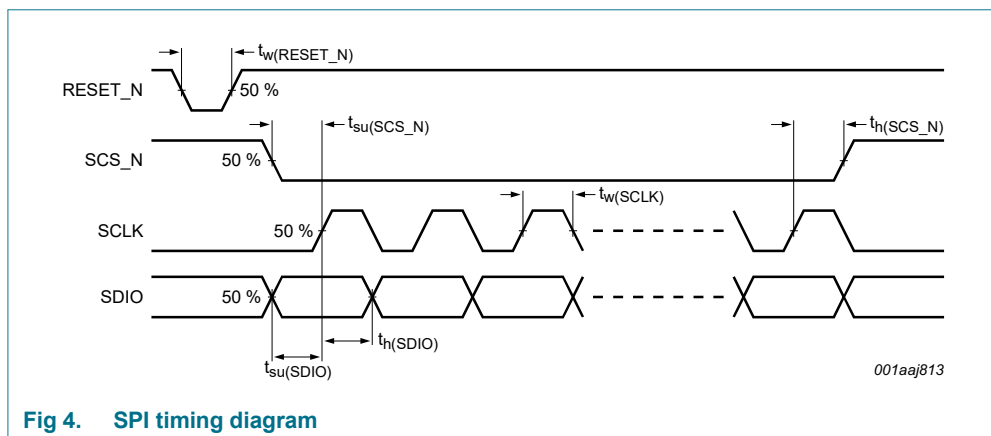 tw(RESET_N)
RESET_N
50 %
tsu(SCS_N)
th(SCS_N)
SCS_N
50 %
tw(SCLK)
SCLK
50 %
SDIO
50 %
th(SDIO)
tsu(SDIO)
001aaj813
Fig 4. SPI timing diagram